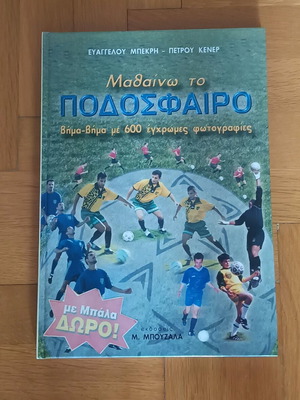 ΕΥΑΓΓΕΛΟΥ ΜΠΕΚΡΗ - ΠΕΤΡΟΥ ΚΕΝΕΡ
Μαθαίνω το
ΠΟΔΟΣΦΑΙΡΟ
Βήμα-Βήμα με 600 έγχρωμες φωτογραφίες
με Μπάλα
ΔΩΡΟ!
εκδόσεις
Μ. ΜΠΟΥΖΑΛΑ